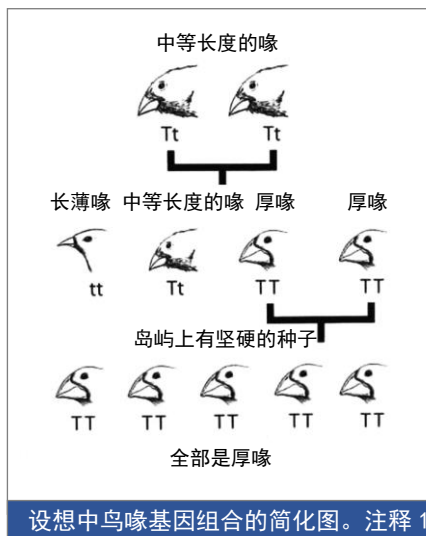 中等长度的喙
Tt Tt
长薄喙 中等长度的喙 厚喙 厚喙
tt Tt TT TT
岛屿上有坚硬的种子
TT TT TT TT TT
全部是厚喙
设想中鸟喙基因组合的简化图。注释 1